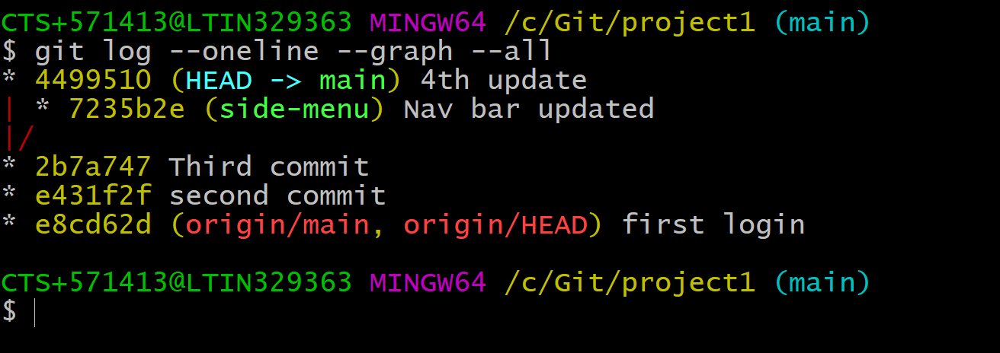 CTS+571413@LTIN329363 MINGW64 /c/Git/project1 (main)
$ git log --oneline --graph --all
* 4499510 (HEAD -> main) 4th update
| * 7235b2e (side-menu) Nav bar updated
|/
* 2b7a747 Third commit
* e431f2f second commit
* e8cd62d (origin/main, origin/HEAD) first login
CTS+571413@LTIN329363 MINGW64 /c/Git/project1 (main)
$